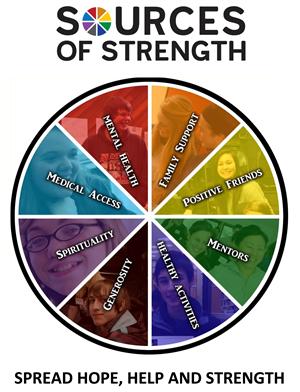 SOURCES
OF STRENGTH
MENTAL HEALTH
FAMILY SUPPORT
POSITIVE FRIENDS
MENTORS
HEALTHY ACTIVITIES
GENEROSITY
SPIRITUALITY
MEDICAL ACCESS
SPREAD HOPE, HELP AND STRENGTH